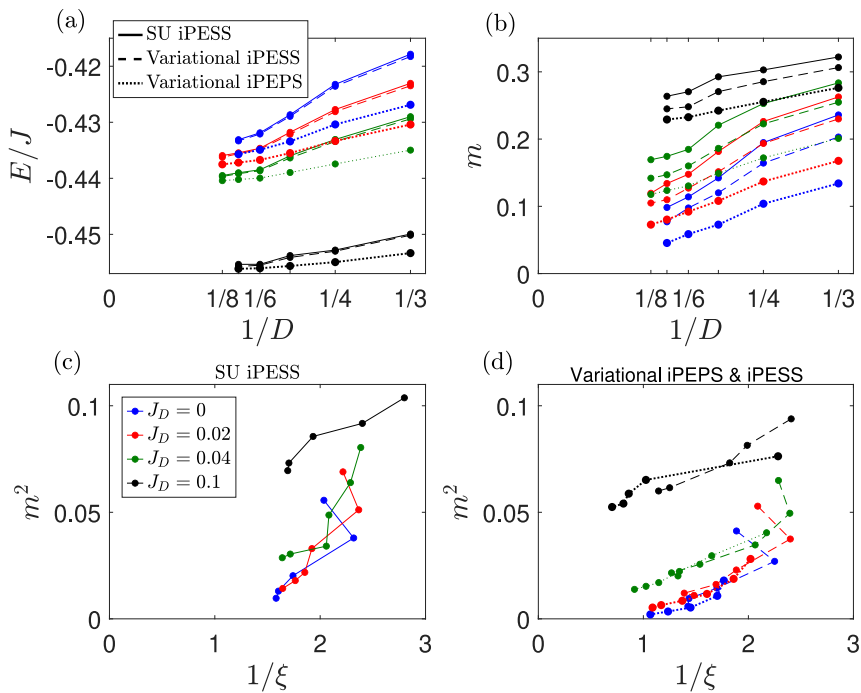 (a)
SU iPESS
Variational iPESS
Variational iPEPS
-0.42
-0.43
-0.44
-0.45
E/J
0
1/8
1/6
1/4
1/3
1/D
(b)
0.3
0.2
0.1
0
m
0
1/8
1/6
1/4
1/3
1/D
(c)
SU iPESS
J_D = 0
J_D = 0.02
J_D = 0.04
J_D = 0.1
0.1
0.05
0
m²
0
1
2
3
1/ξ
(d)
Variational iPEPS & iPESS
0.1
0.05
0
m²
0
1
2
3
1/ξ